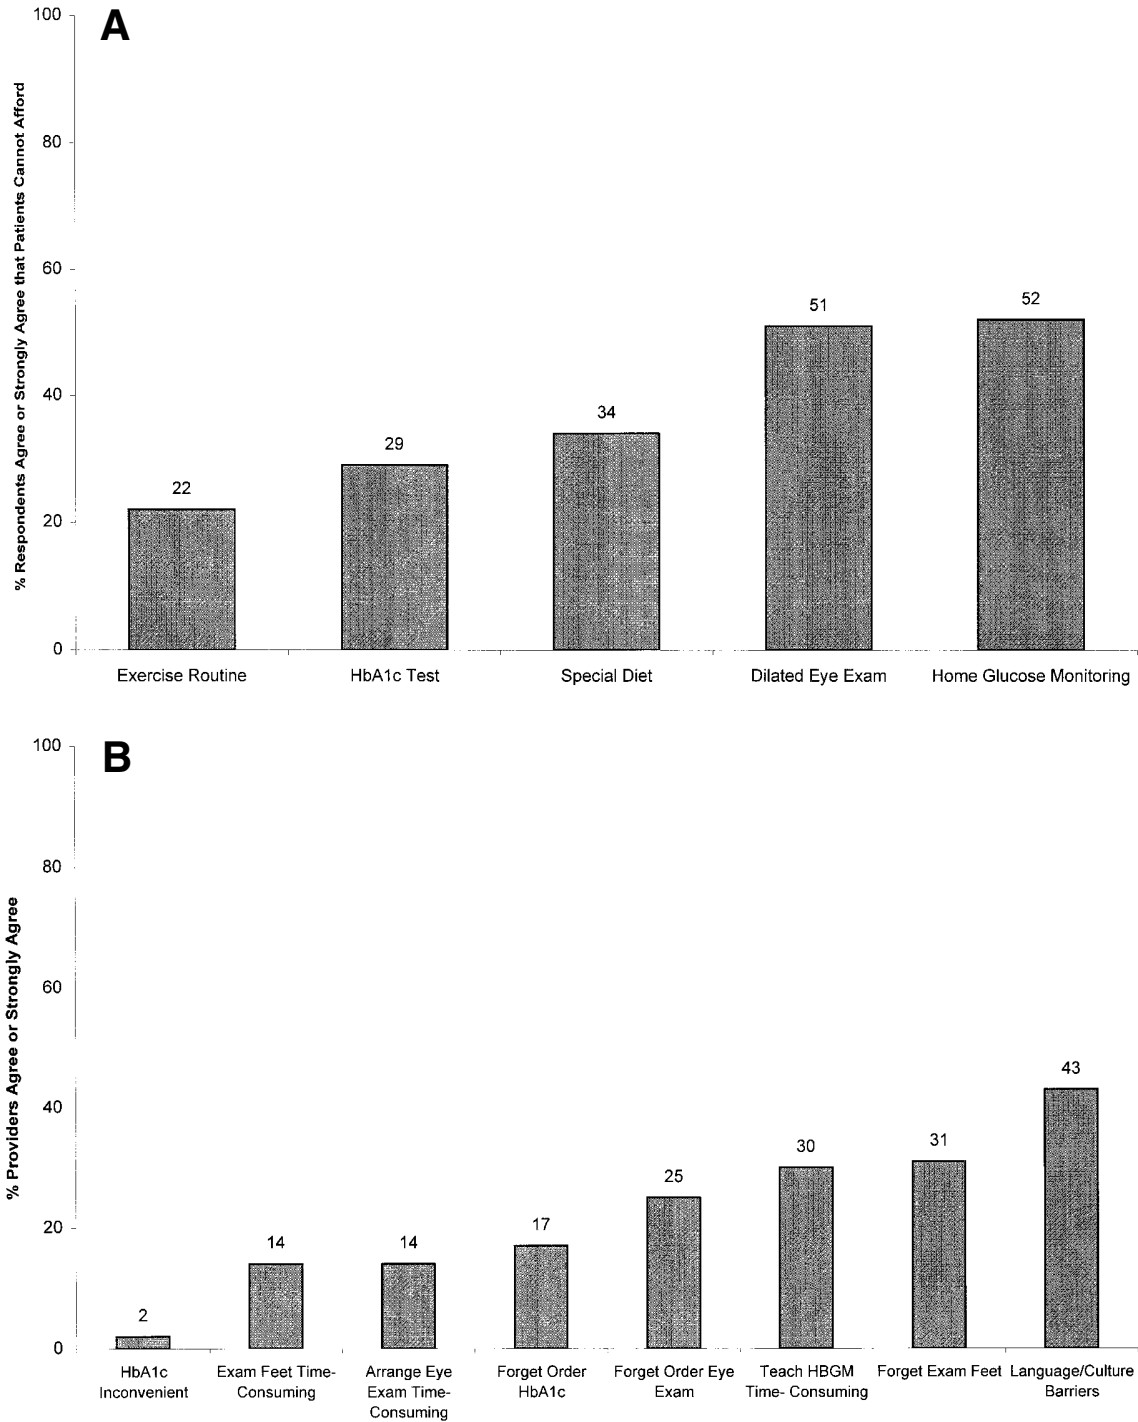 A
% Respondents Agree or Strongly Agree that Patients Cannot Afford
100
80
60
40
20
0
22
29
34
51
52
Exercise Routine
HbA1c Test
Special Diet
Dilated Eye Exam
Home Glucose Monitoring
B
% Providers Agree or Strongly Agree
100
80
60
40
20
0
2
14
14
17
25
30
31
43
HbA1c
Inconvenient
Exam Feet Time-
Consuming
Arrange Eye
Exam Time-
Consuming
Forget Order
HbA1c
Forget Order Eye
Exam
Teach HBGM
Time- Consuming
Forget Exam Feet
Language/Culture
Barriers